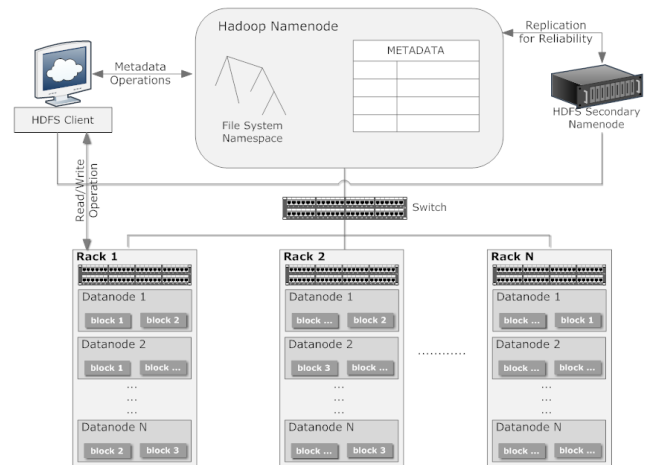 Hadoop Namenode
METADATA
File System
Namespace
Metadata
Operations
Replication
for Reliability
HDFS Client
HDFS Secondary
Namenode
Read/Write
Operation
Switch
Rack 1
Datanode 1
block 1 block 2
Datanode 2
block 1 block ...
...
...
...
Datanode N
block 2 block 3
Rack 2
Datanode 1
block ... block 2
Datanode 2
block 3 block ...
...
...
...
Datanode N
block ... block 3
............
Rack N
Datanode 1
block ... block 1
Datanode 2
block ... block ...
...
...
...
Datanode N
block ... block ...